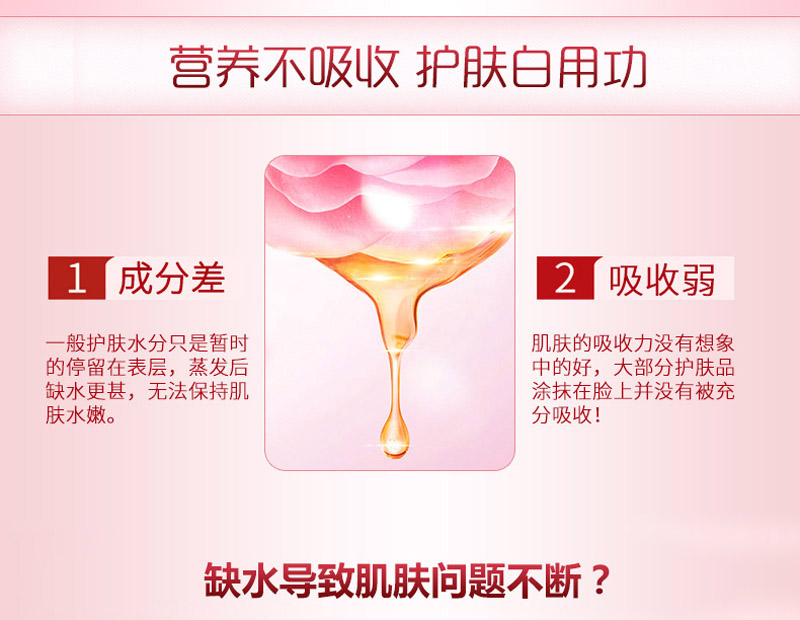 营养不吸收 护肤白用功
1 成分差
一般护肤水分只是暂时
的停留在表层，蒸发后
缺水更甚，无法保持肌
肤水嫩。
2 吸收弱
肌肤的吸收力没有想象
中的好，大部分护肤品
涂抹在脸上并没有被充
分吸收！
缺水导致肌肤问题不断？